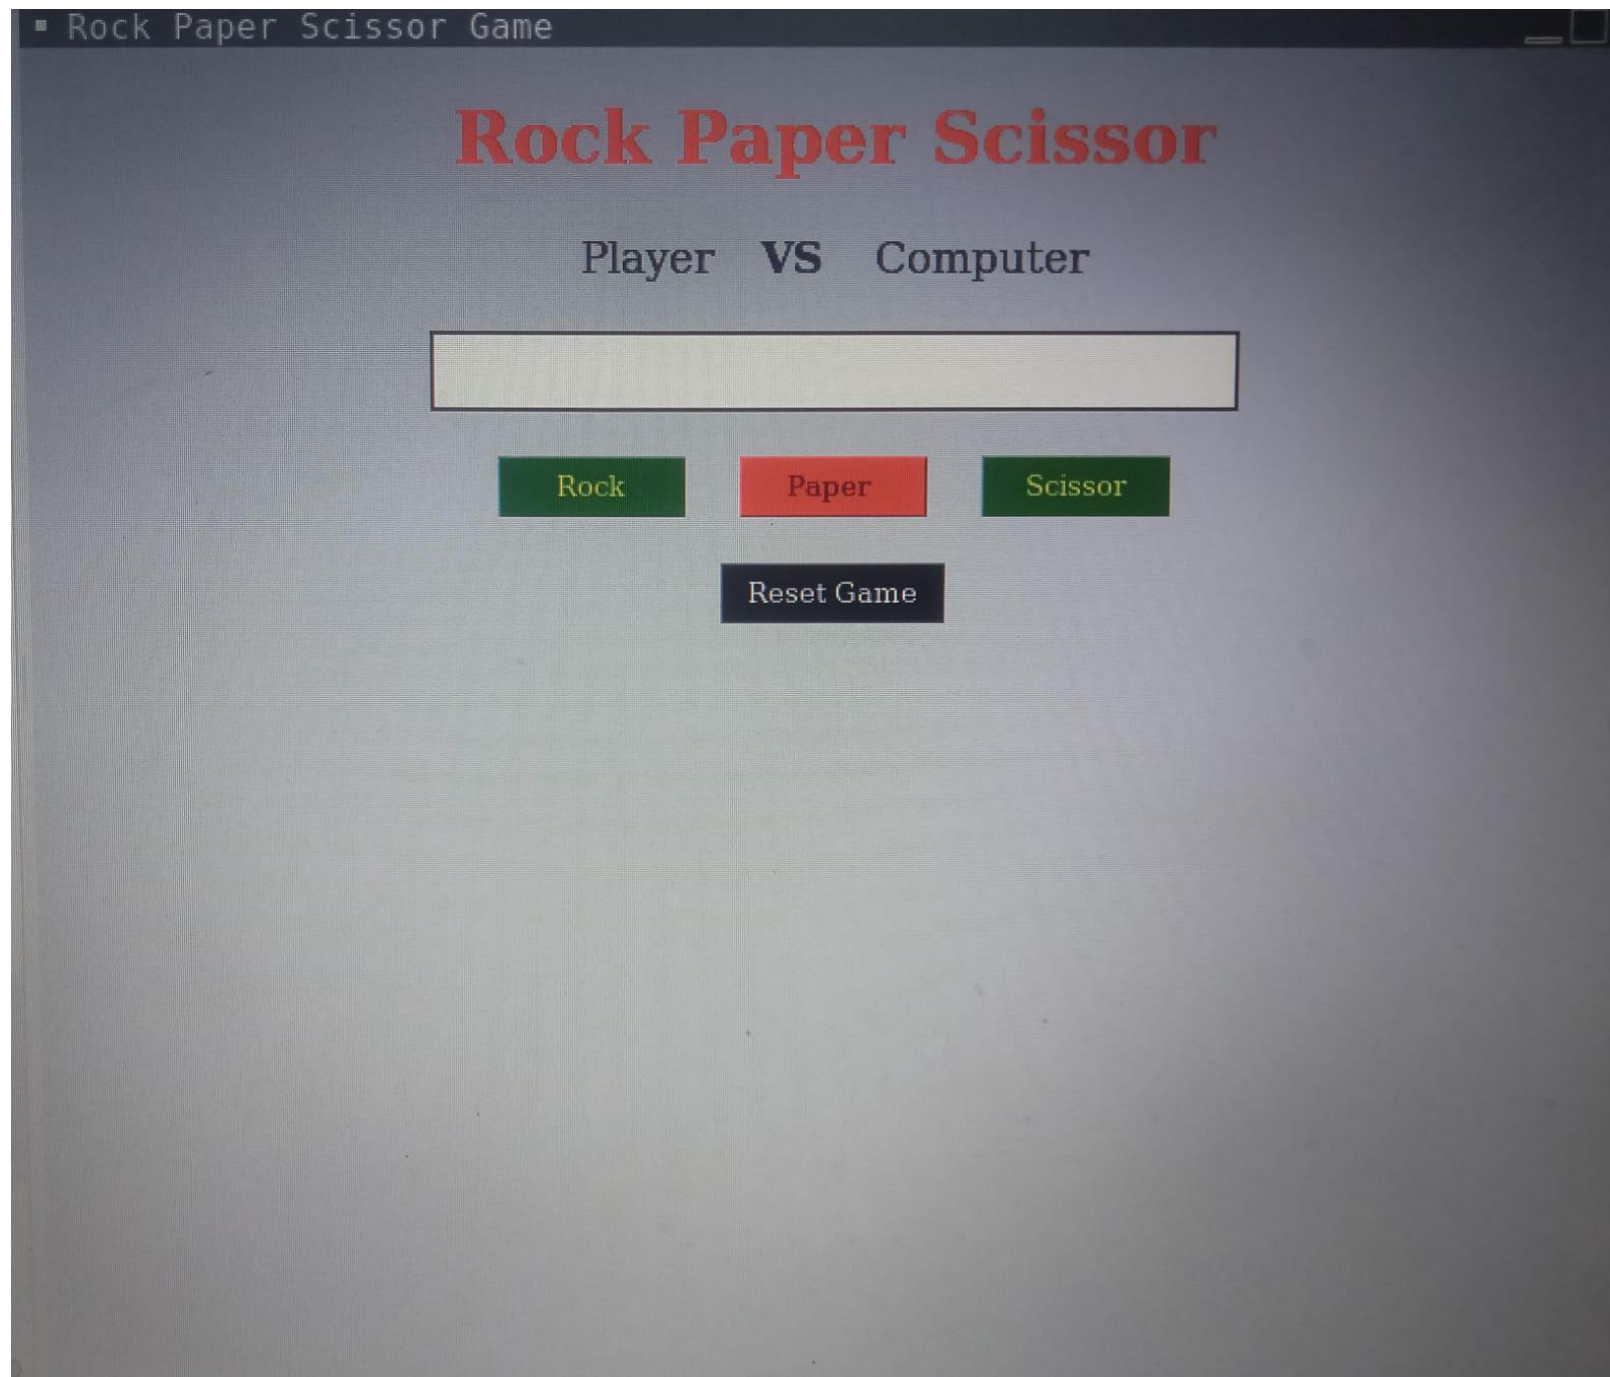 Rock Paper Scissor Game
Rock Paper Scissor
Player VS Computer
Rock Paper Scissor
Reset Game